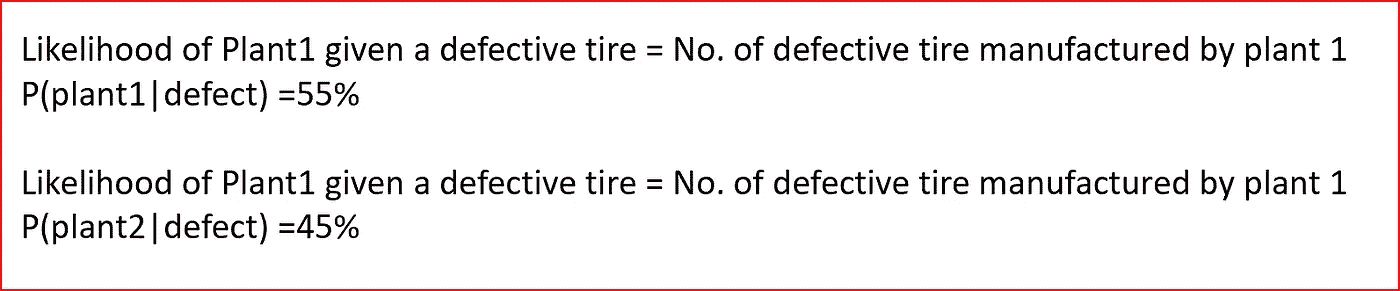 Likelihood of Plant1 given a defective tire = No. of defective tire manufactured by plant 1
P(plant1|defect) =55%
Likelihood of Plant1 given a defective tire = No. of defective tire manufactured by plant 1
P(plant2|defect) =45%